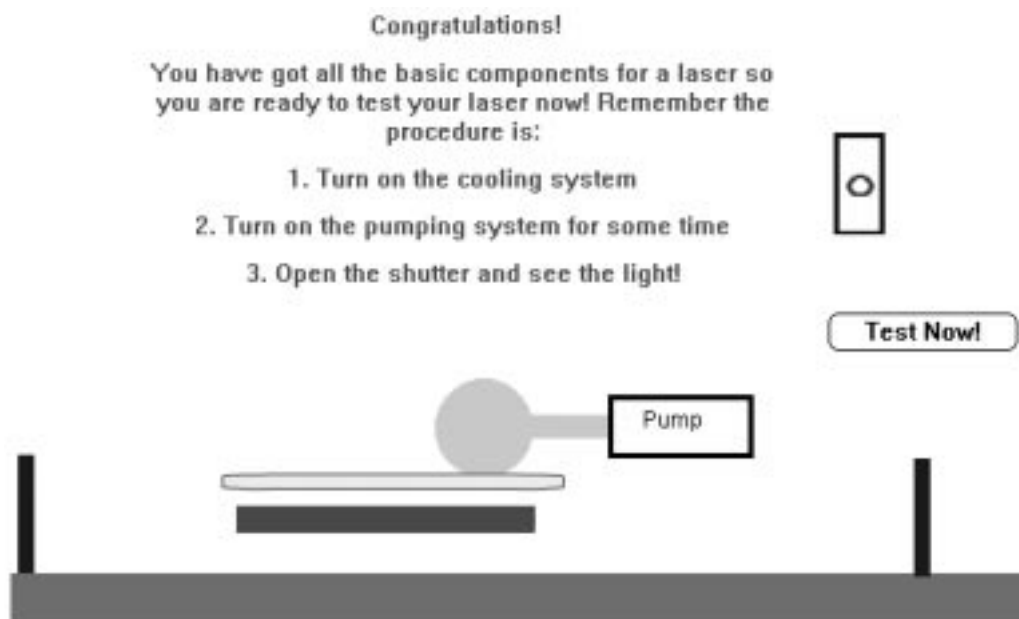 Congratulations!
You have got all the basic components for a laser so
you are ready to test your laser now! Remember the
procedure is:
1. Turn on the cooling system
2. Turn on the pumping system for some time
3. Open the shutter and see the light!
Test Now!
Pump